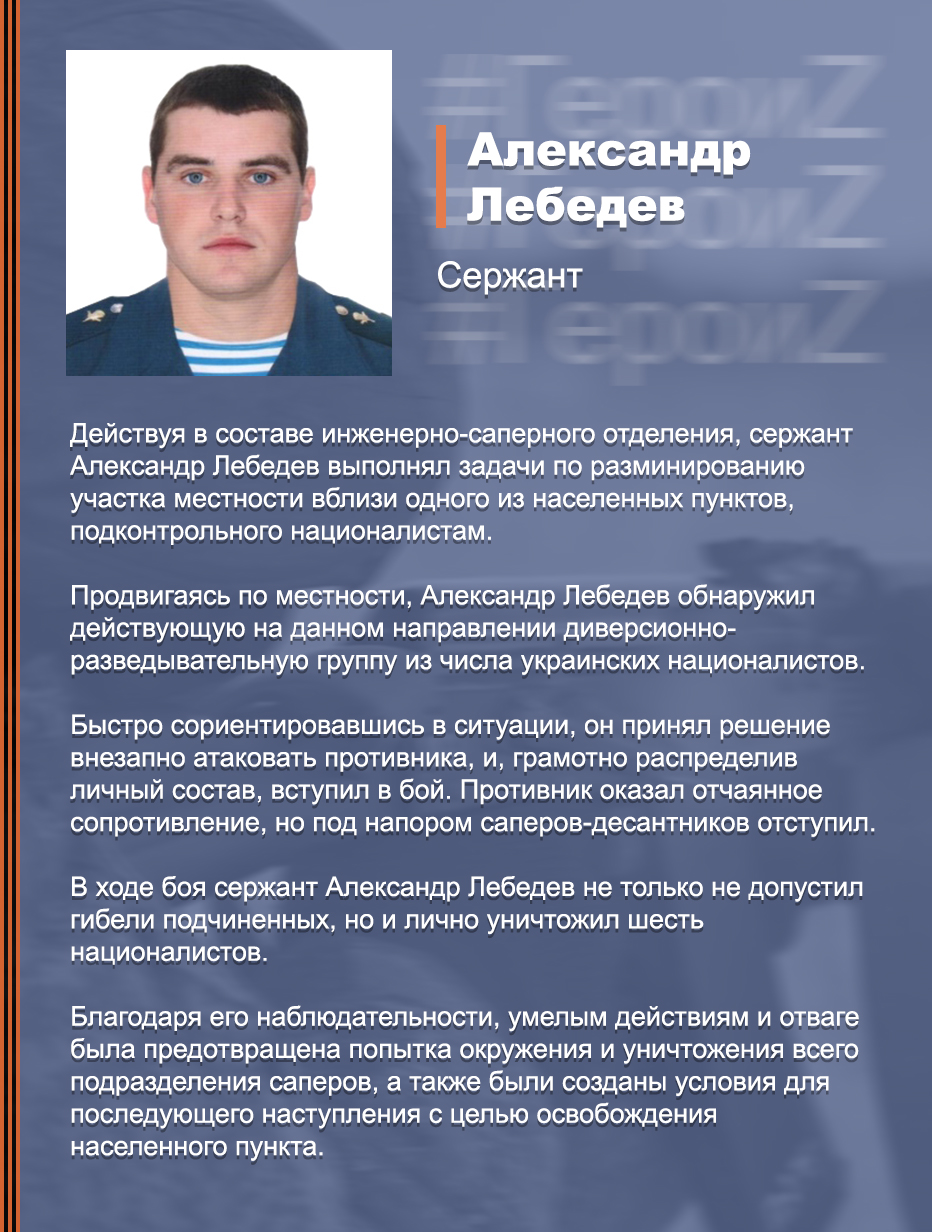 #ГероиZ
Александр
#ГероиZ
Лебедев
Сержант
#ГероиZ
Действуя в составе инженерно-саперного отделения, сержант
Александр Лебедев выполнял задачи по разминированию
участка местности вблизи одного из населенных пунктов,
подконтрольного националистам.
Продвигаясь по местности, Александр Лебедев обнаружил
действующую на данном направлении диверсионно-
разведывательную группу из числа украинских националистов.
Быстро сориентировавшись в ситуации, он принял решение
внезапно атаковать противника, и, грамотно распределив
личный состав, вступил в бой. Противник оказал отчаянное
сопротивление, но под напором саперов-десантников отступил.
В ходе боя сержант Александр Лебедев не только не допустил
гибели подчиненных, но и лично уничтожил шесть
националистов.
Благодаря его наблюдательности, умелым действиям и отваге
была предотвращена попытка окружения и уничтожения всего
подразделения саперов, а также были созданы условия для
последующего наступления с целью освобождения
населенного пункта.